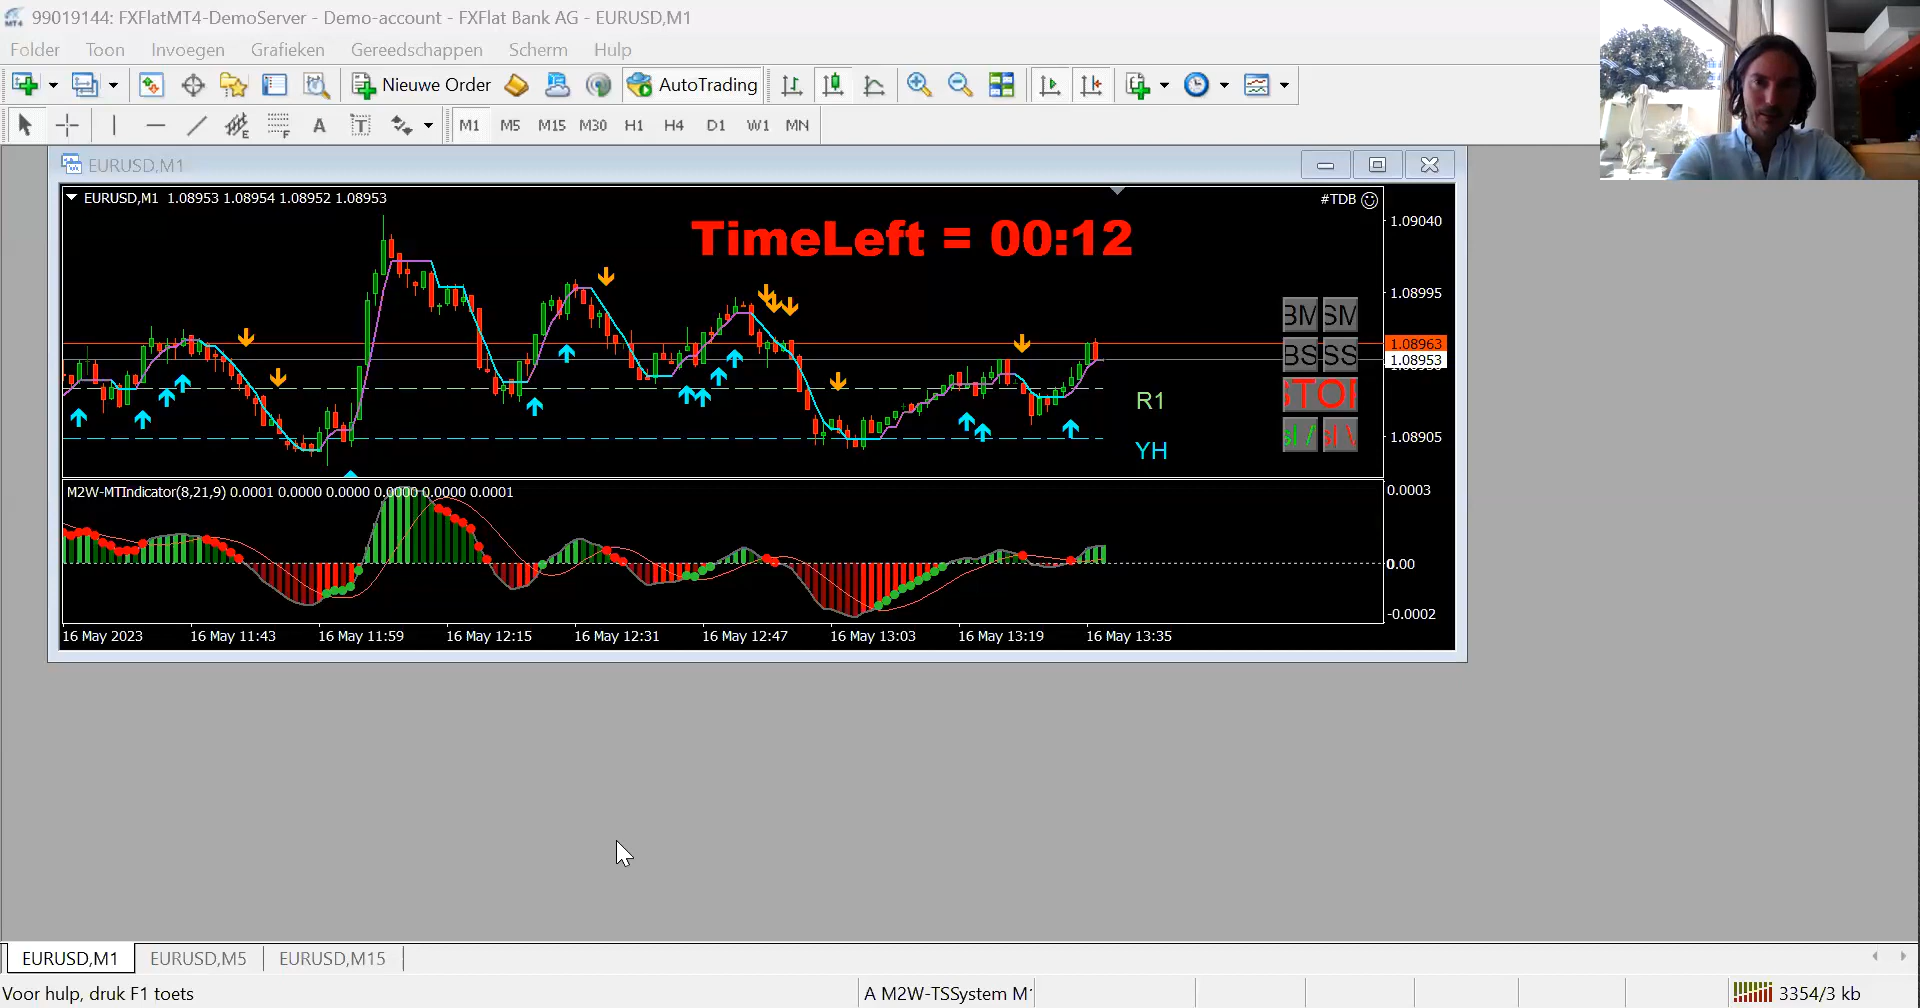 99019144: FXFlatMT4-DemoServer - Demo-account - FXFlat Bank AG - EURUSD,M1
Folder Toon Invoegen Grafieken Gereedschappen Scherm Hulp
Nieuwe Order AutoTrading
M1 M5 M15 M30 H1 H4 D1 W1 MN
EURUSD,M1
EURUSD,M1 1.08953 1.08954 1.08952 1.08953
#TDB
TimeLeft = 00:12
1.09040
1.08995
BM SM
1.08963
BS SS
1.08953
STOP
R1
1.08905
YH
M2W-MTIndicator(8,21,9) 0.0001 0.0000 0.0000 0.0000 0.0000 0.0001
0.0003
0.00
-0.0002
16 May 2023 16 May 11:43 16 May 11:59 16 May 12:15 16 May 12:31 16 May 12:47 16 May 13:03 16 May 13:19 16 May 13:35
EURUSD,M1 EURUSD,M5 EURUSD,M15
Voor hulp, druk F1 toets A M2W-TSSystem M 3354/3 kb